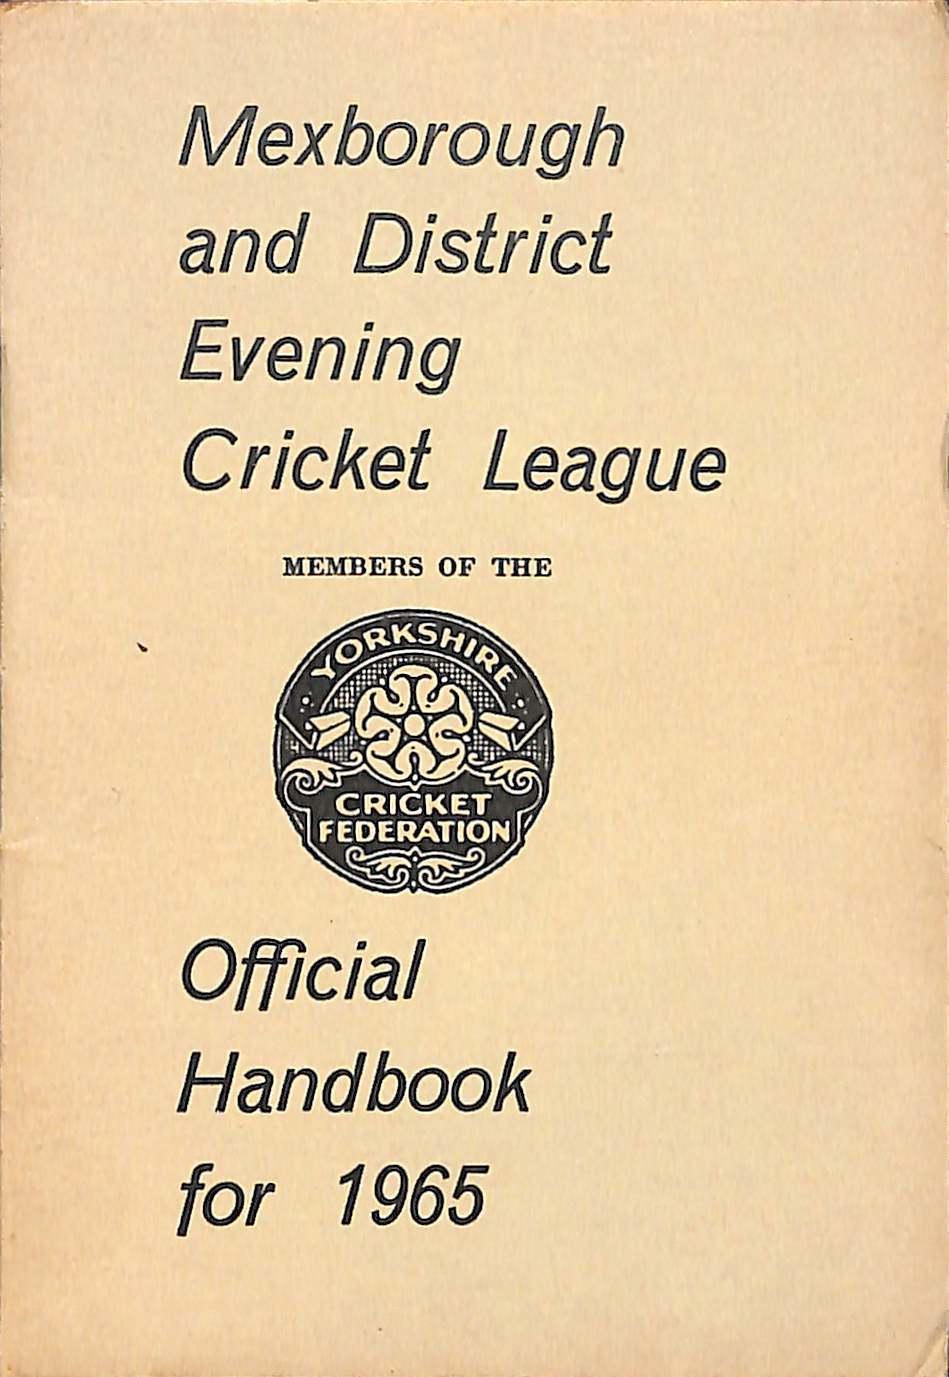 Mexborough
and District
Evening
Cricket League
MEMBERS OF THE
YORKSHIRE
CRICKET
FEDERATION
Official
Handbook
for 1965